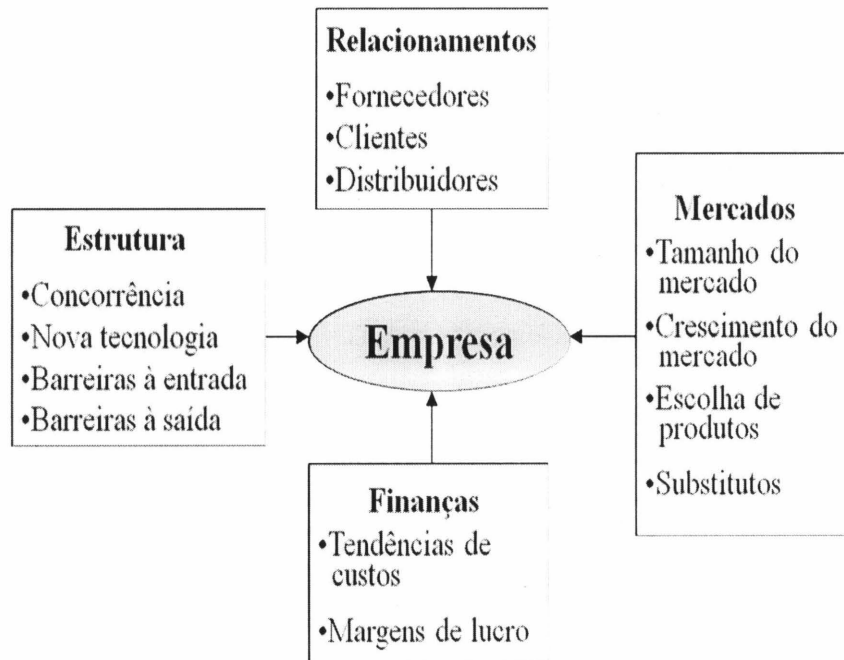 Relacionamentos
•Fornecedores
•Clientes
•Distribuidores
Estrutura
•Concorrência
•Nova tecnologia
•Barreiras à entrada
•Barreiras à saída
Empresa
Mercados
•Tamanho do
mercado
•Crescimento do
mercado
•Escolha de
produtos
•Substitutos
Finanças
•Tendências de
custos
•Margens de lucro